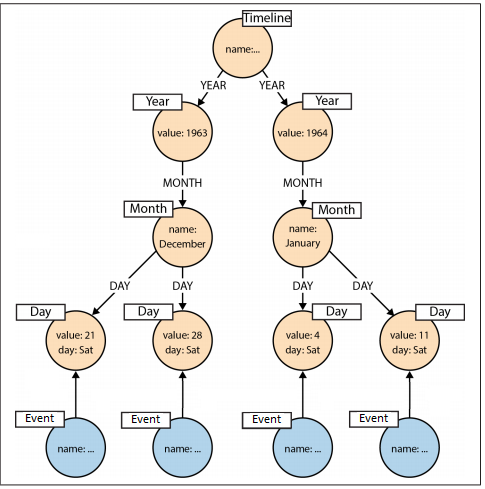 Timeline
name:...
YEAR YEAR
Year Year
value: 1963 value: 1964
MONTH MONTH
Month Month
name:
December
name:
January
DAY DAY DAY DAY
Day Day Day Day
value: 21
day: Sat
value: 28
day: Sat
value: 4
day: Sat
value: 11
day: Sat
Event Event Event Event
name: ... name: ... name: ... name: ...